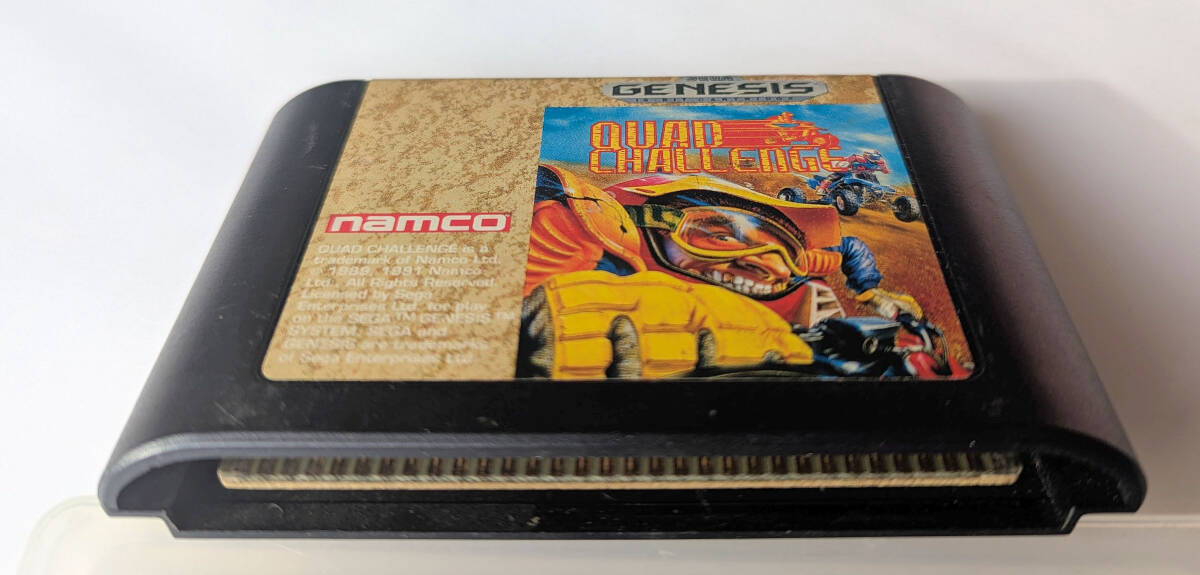 SEGA
GENESIS
QUAD
CHALLENGE
namco
QUAD CHALLENGE is a
trademark of Namco Ltd.
© 1989, 1991 Namco
Ltd. All Rights Reserved.
Licensed by Sega
Enterprises Ltd. for play
on the SEGA™ GENESIS™
SYSTEM. SEGA and
GENESIS are trademarks
of Sega Enterprises Ltd.